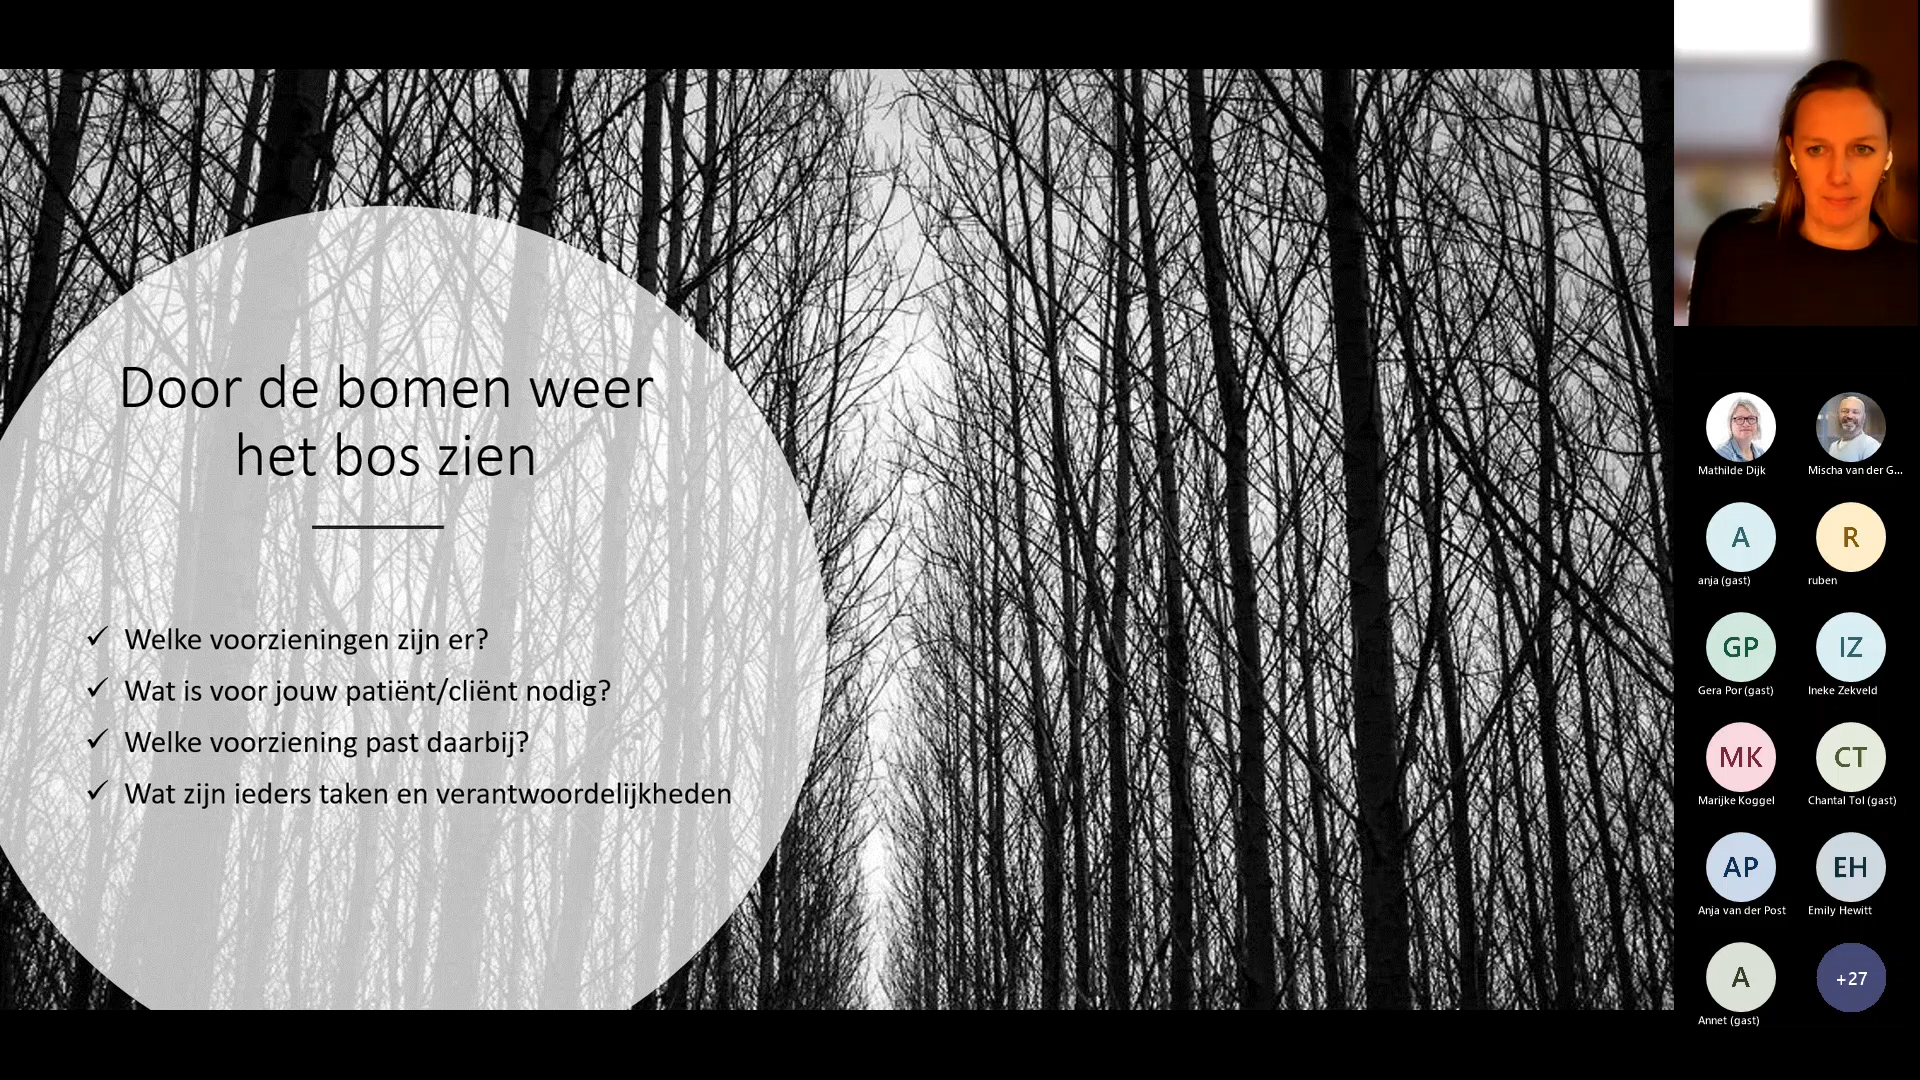 Door de bomen weer
het bos zien
✓ Welke voorzieningen zijn er?
✓ Wat is voor jouw patiënt/cliënt nodig?
✓ Welke voorziening past daarbij?
✓ Wat zijn ieders taken en verantwoordelijkheden
Mathilde Dijk
Mischa van der G...
A
anja (gast)
R
ruben
GP
Gera Por (gast)
IZ
Ineke Zekveld
MK
Marijke Koggel
CT
Chantal Tol (gast)
AP
Anja van der Post
EH
Emily Hewitt
A
Annet (gast)
+27